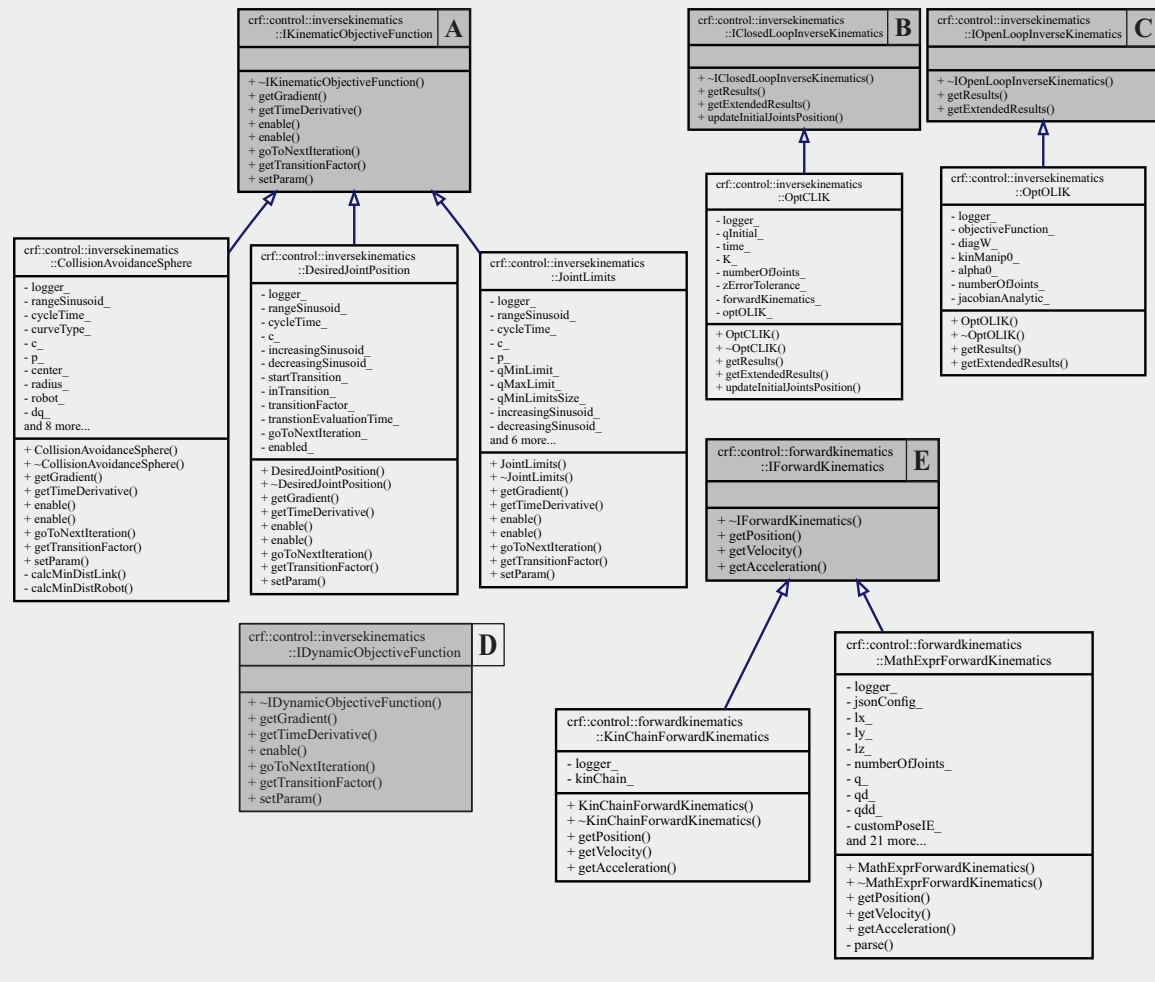 crf::control::inversekinematics
::IKinematicObjectiveFunction
A
+ ~IKinematicObjectiveFunction()
+ getGradient()
+ getTimeDerivative()
+ enable()
+ enable()
+ goToNextIteration()
+ getTransitionFactor()
+ setParam()
crf::control::inversekinematics
::IClosedLoopInverseKinematics
B
+ ~IClosedLoopInverseKinematics()
+ getResults()
+ getExtendedResults()
+ updateInitialJointsPosition()
crf::control::inversekinematics
::IOpenLoopInverseKinematics
C
+ ~IOpenLoopInverseKinematics()
+ getResults()
+ getExtendedResults()
crf::control::inversekinematics
::CollisionAvoidanceSphere
- logger_
- rangeSinusoid_
- cycleTime_
- curveType_
- c_
- p_
- center_
- radius_
- robot_
- dq_
and 8 more...
+ CollisionAvoidanceSphere()
+ ~CollisionAvoidanceSphere()
+ getGradient()
+ getTimeDerivative()
+ enable()
+ enable()
+ goToNextIteration()
+ getTransitionFactor()
+ setParam()
- calcMinDistLink()
- calcMinDistRobot()
crf::control::inversekinematics
::DesiredJointPosition
- logger_
- rangeSinusoid_
- cycleTime_
- c_
- increasingSinusoid_
- decreasingSinusoid_
- startTransition_
- inTransition_
- transitionFactor_
- transtionEvaluationTime_
- goToNextIteration_
- enabled_
+ DesiredJointPosition()
+ ~DesiredJointPosition()
+ getGradient()
+ getTimeDerivative()
+ enable()
+ enable()
+ goToNextIteration()
+ getTransitionFactor()
+ setParam()
crf::control::inversekinematics
::JointLimits
- logger_
- rangeSinusoid_
- cycleTime_
- c_
- p_
- qMinLimit_
- qMaxLimit_
- qMinLimitsSize_
- increasingSinusoid_
- decreasingSinusoid_
and 6 more...
+ JointLimits()
+ ~JointLimits()
+ getGradient()
+ getTimeDerivative()
+ enable()
+ enable()
+ goToNextIteration()
+ getTransitionFactor()
+ setParam()
crf::control::inversekinematics
::OptCLIK
- logger_
- qInitial_
- time_
- K_
- numberOfJoints_
- zErrorTolerance_
- forwardKinematics_
- optOLIK_
+ OptCLIK()
+ ~OptCLIK()
+ getResults()
+ getExtendedResults()
+ updateInitialJointsPosition()
crf::control::inversekinematics
::OptOLIK
- logger_
- objectiveFunction_
- diagW_
- kinManip0_
- alpha0_
- numberOfJoints_
- jacobianAnalytic_
+ OptOLIK()
+ ~OptOLIK()
+ getResults()
+ getExtendedResults()
crf::control::forwardkinematics
::IForwardKinematics
E
+ ~IForwardKinematics()
+ getPosition()
+ getVelocity()
+ getAcceleration()
crf::control::inversekinematics
::IDynamicObjectiveFunction
D
+ ~IDynamicObjectiveFunction()
+ getGradient()
+ getTimeDerivative()
+ enable()
+ goToNextIteration()
+ getTransitionFactor()
+ setParam()
crf::control::forwardkinematics
::KinChainForwardKinematics
- logger_
- kinChain_
+ KinChainForwardKinematics()
+ ~KinChainForwardKinematics()
+ getPosition()
+ getVelocity()
+ getAcceleration()
crf::control::forwardkinematics
::MathExprForwardKinematics
- logger_
- jsonConfig_
- lx_
- ly_
- lz_
- numberOfJoints_
- q_
- qd_
- qdd_
- customPoseIE_
and 21 more...
+ MathExprForwardKinematics()
+ ~MathExprForwardKinematics()
+ getPosition()
+ getVelocity()
+ getAcceleration()
- parse()